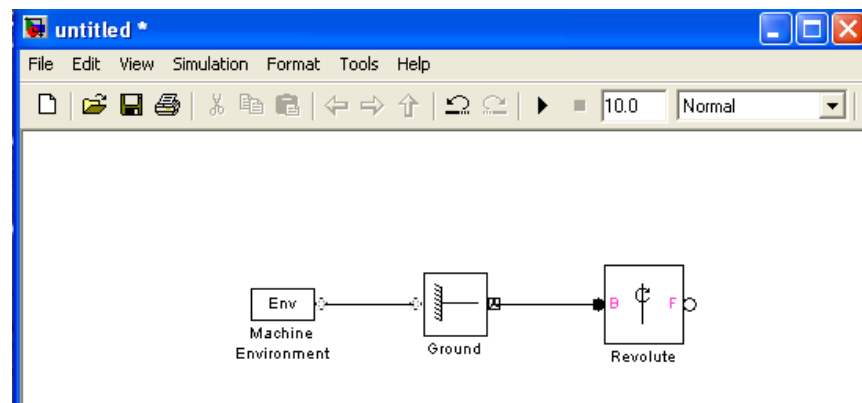 untitled *
File Edit View Simulation Format Tools Help
10.0 Normal
Env
B F
Machine
Environment
Ground
Revolute